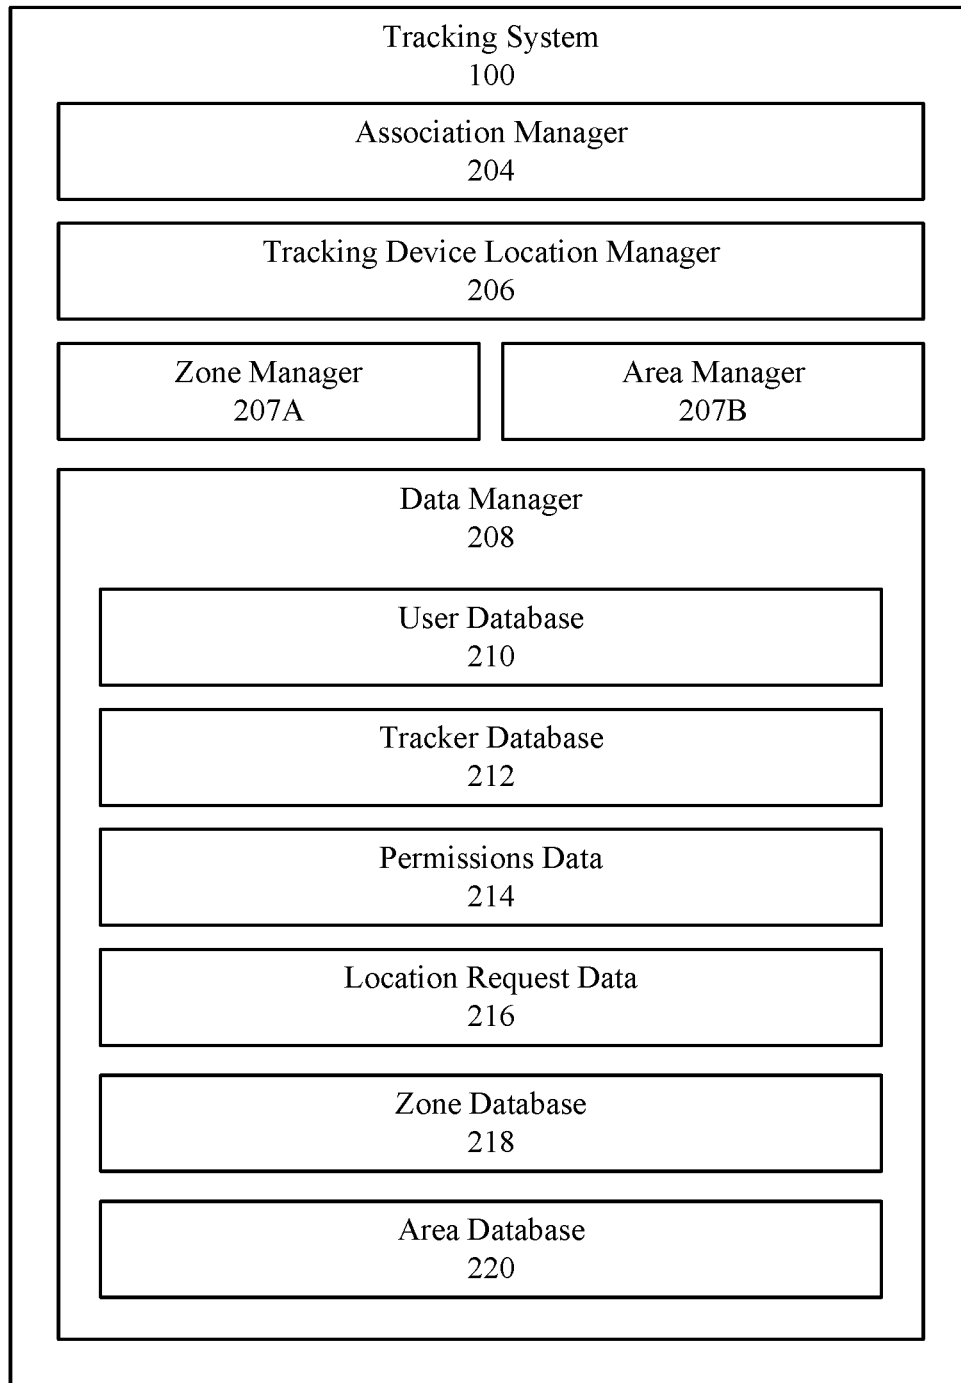 Tracking System
100
Association Manager
204
Tracking Device Location Manager
206
Zone Manager
207A
Area Manager
207B
Data Manager
208
User Database
210
Tracker Database
212
Permissions Data
214
Location Request Data
216
Zone Database
218
Area Database
220